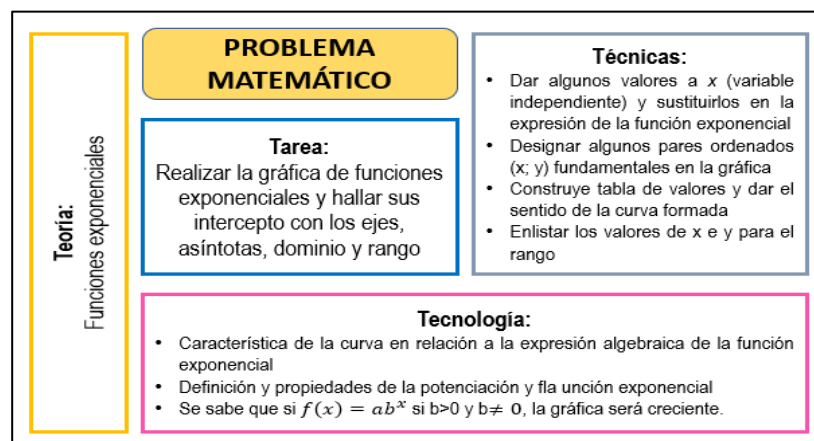 Teoría:
Funciones exponenciales
PROBLEMA
MATEMÁTICO
Tarea:
Realizar la gráfica de funciones
exponenciales y hallar sus
intercepto con los ejes,
asíntotas, dominio y rango
Técnicas:
• Dar algunos valores a x (variable
independiente) y sustituirlos en la
expresión de la función exponencial
• Designar algunos pares ordenados
(x; y) fundamentales en la gráfica
• Construye tabla de valores y dar el
sentido de la curva formada
• Enlistar los valores de x e y para el
rango
Tecnología:
• Característica de la curva en relación a la expresión algebraica de la función
exponencial
• Definición y propiedades de la potenciación y fla unción exponencial
• Se sabe que si f(x) = abˣ si b>0 y b≠ 0, la gráfica será creciente.